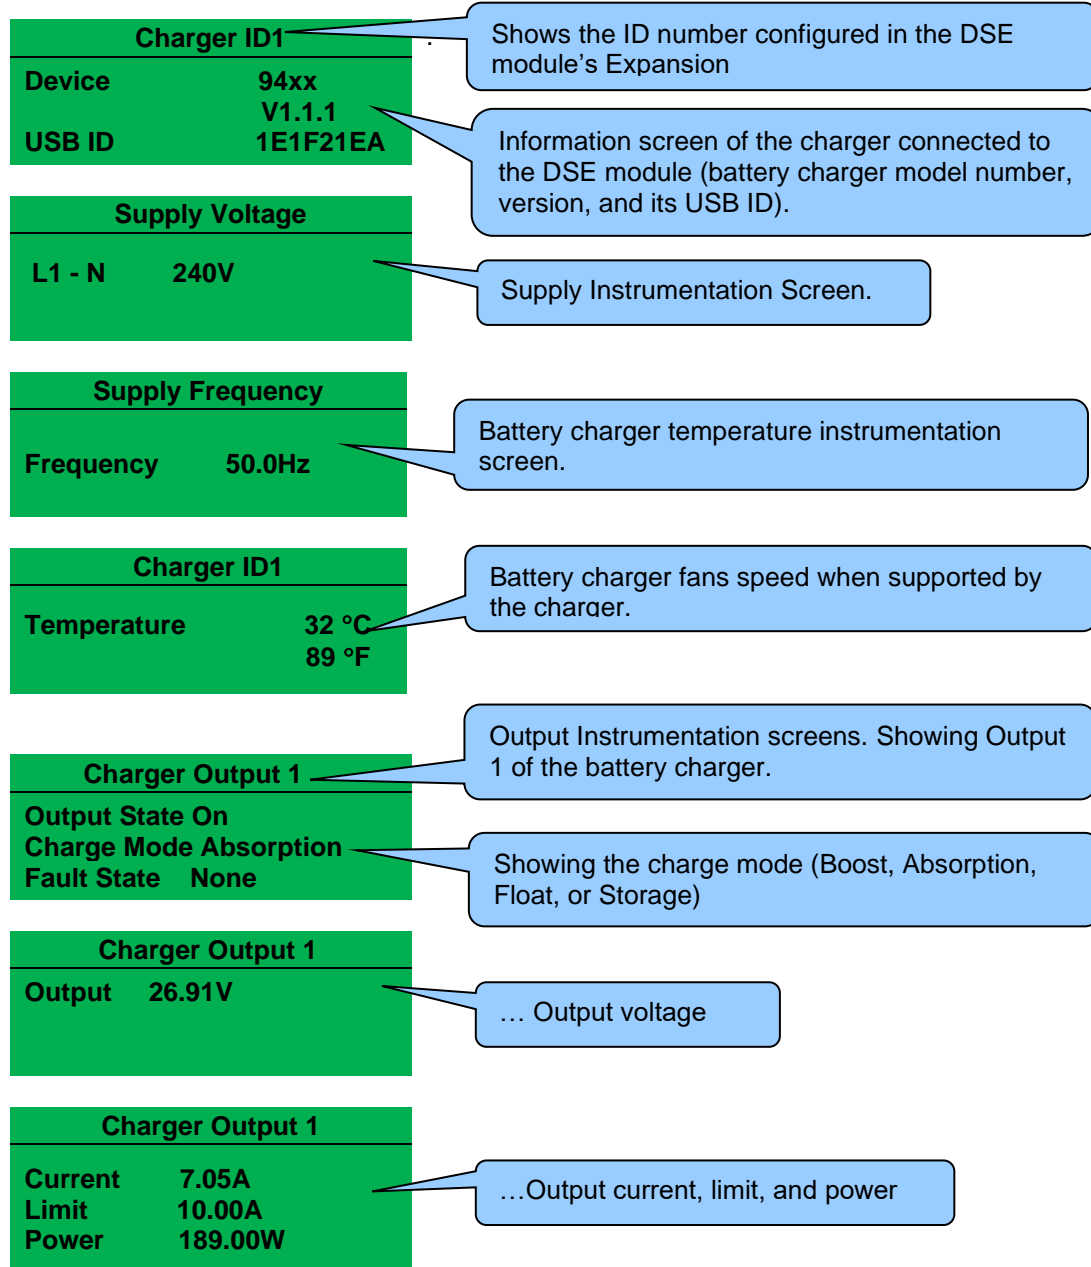 Charger ID1
.
Shows the ID number configured in the DSE
module's Expansion
Device 94xx
V1.1.1
USB ID 1E1F21EA
Information screen of the charger connected to
the DSE module (battery charger model number,
version, and its USB ID).
Supply Voltage
L1 - N 240V
Supply Instrumentation Screen.
Supply Frequency
Frequency 50.0Hz
Battery charger temperature instrumentation
screen.
Charger ID1
Temperature 32 °C
89 °F
Battery charger fans speed when supported by
the charger.
Charger Output 1
Output Instrumentation screens. Showing Output
1 of the battery charger.
Output State On
Charge Mode Absorption
Fault State None
Showing the charge mode (Boost, Absorption,
Float, or Storage)
Charger Output 1
Output 26.91V
… Output voltage
Charger Output 1
Current 7.05A
Limit 10.00A
Power 189.00W
…Output current, limit, and power